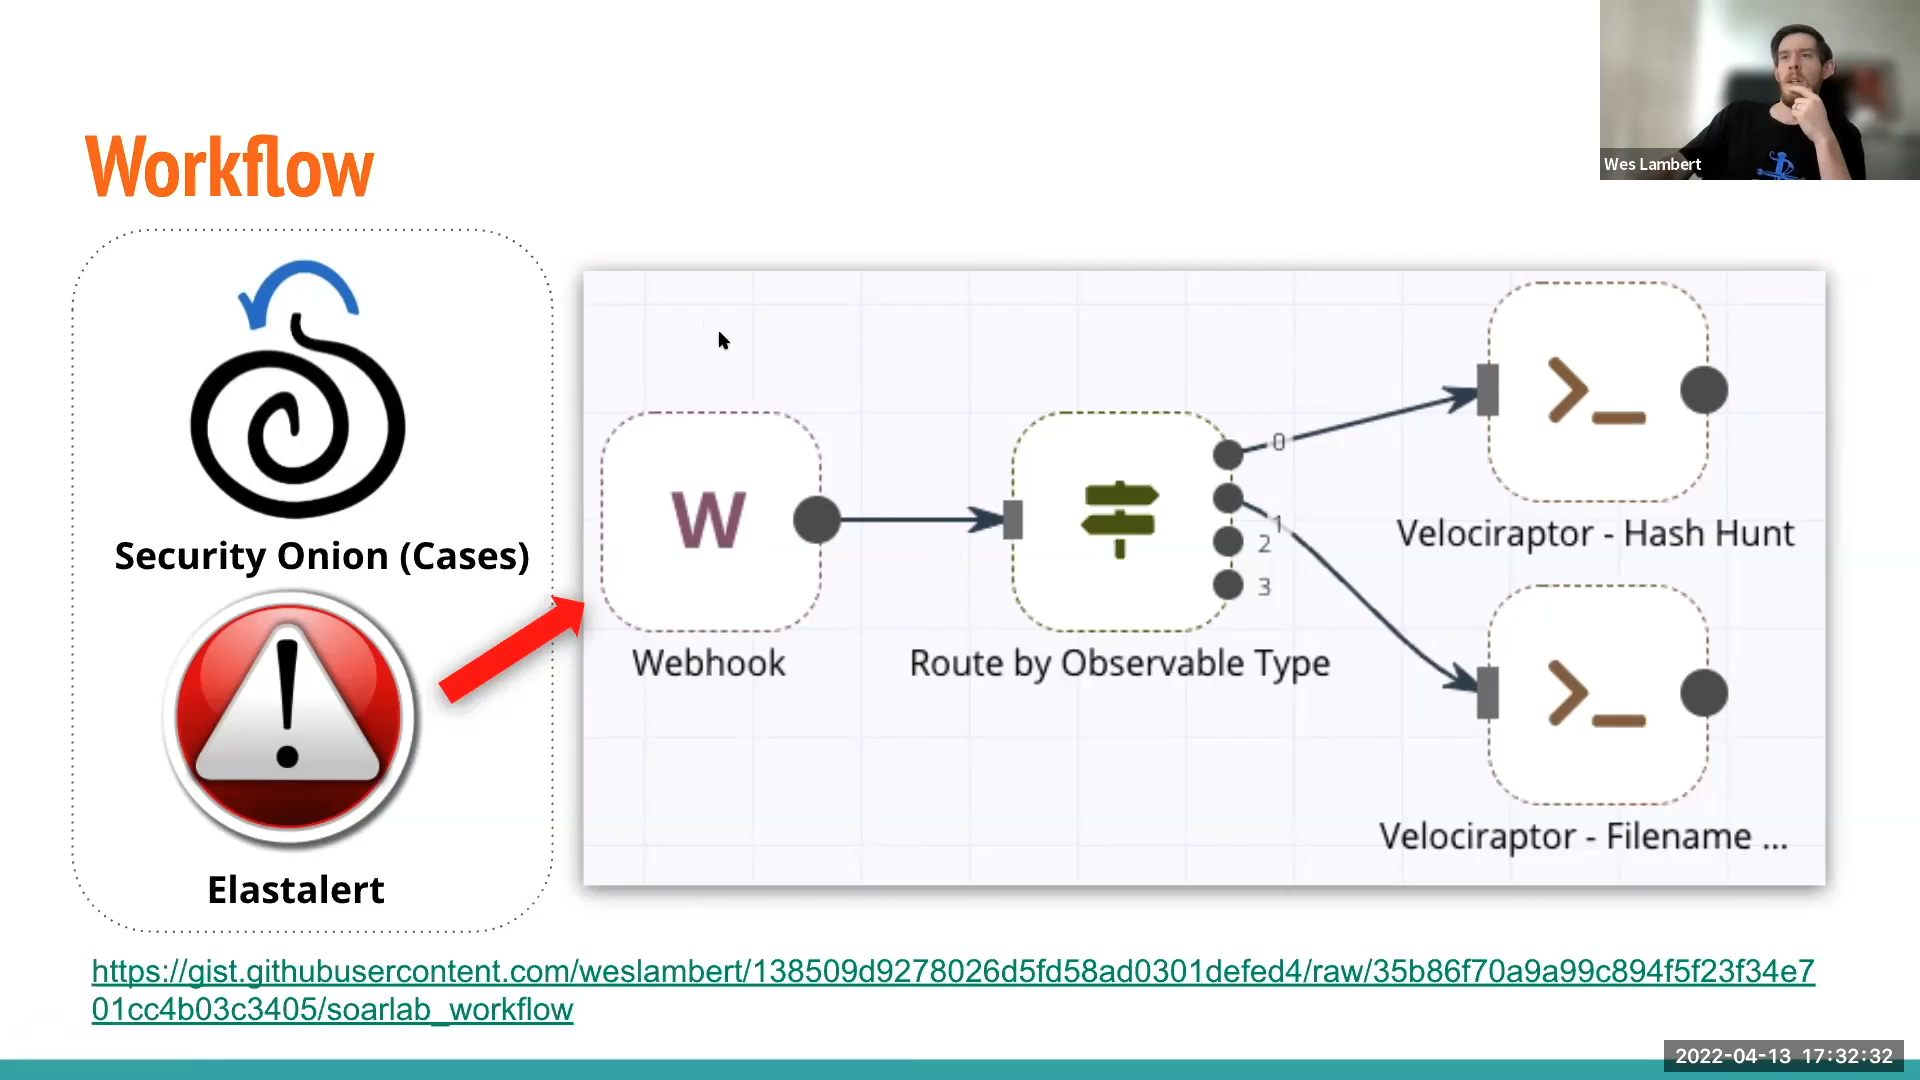 Wes Lambert
Workflow
Security Onion (Cases)
Elastalert
W
Webhook
Route by Observable Type
0
1
2
3
Velociraptor - Hash Hunt
Velociraptor - Filename ...
https://gist.githubusercontent.com/weslambert/138509d9278026d5fd58ad0301defed4/raw/35b86f70a9a99c894f5f23f34e7
01cc4b03c3405/soarlab_workflow
2022-04-13 17:32:32